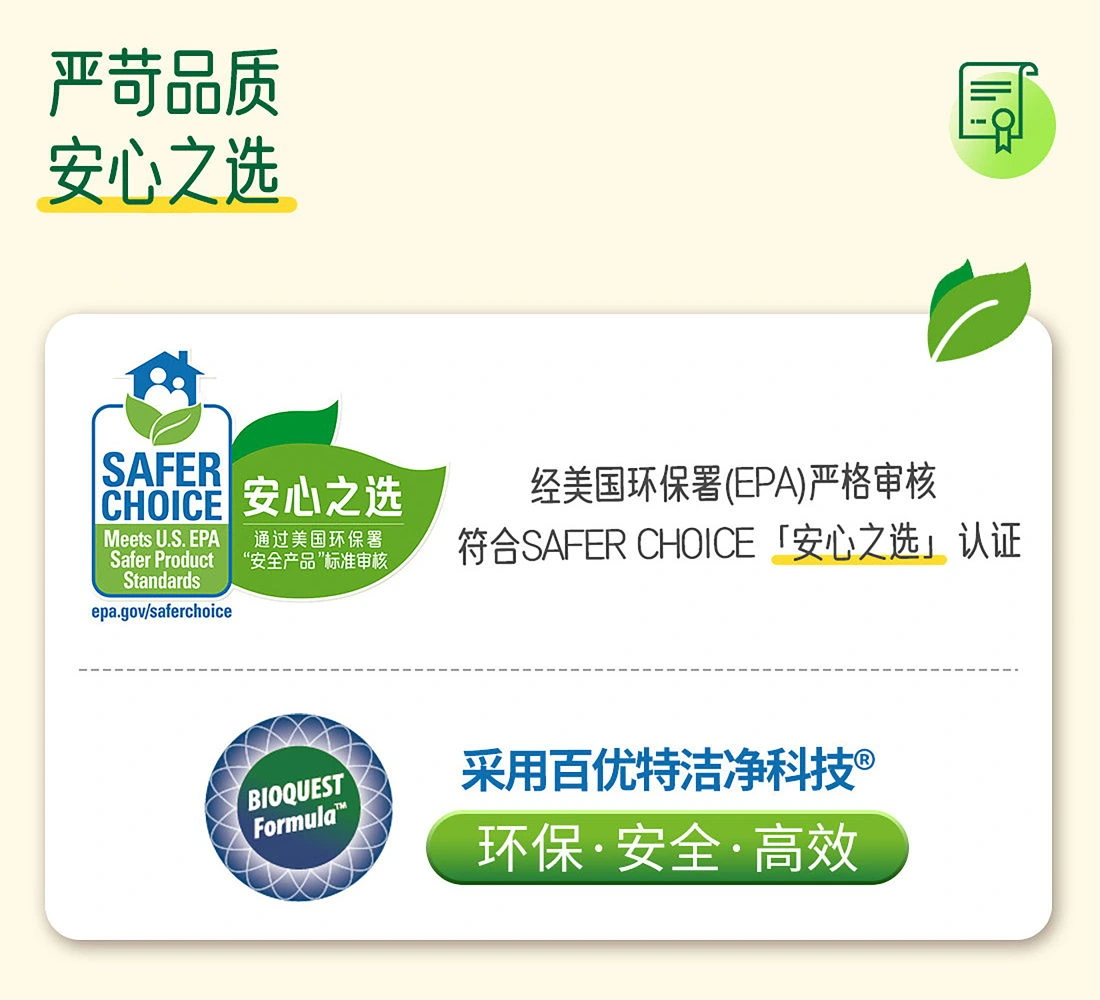 严苛品质
安心之选
SAFER
CHOICE
Meets U.S. EPA
Safer Product
Standards
epa.gov/saferchoice
安心之选
通过美国环保署
“安全产品”标准审核
经美国环保署(EPA)严格审核
符合SAFER CHOICE「安心之选」认证
BIOQUEST
Formula™
采用百优特洁净科技®
环保·安全·高效